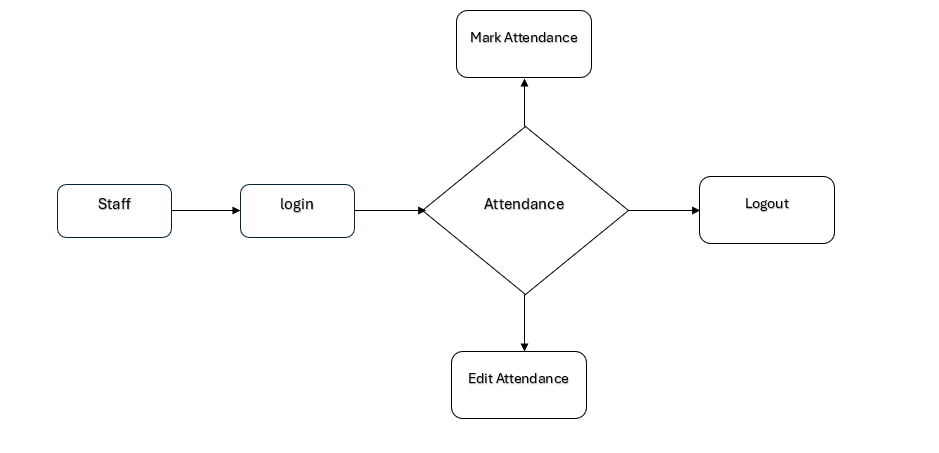 Mark Attendance
Staff
login
Attendance
Logout
Edit Attendance